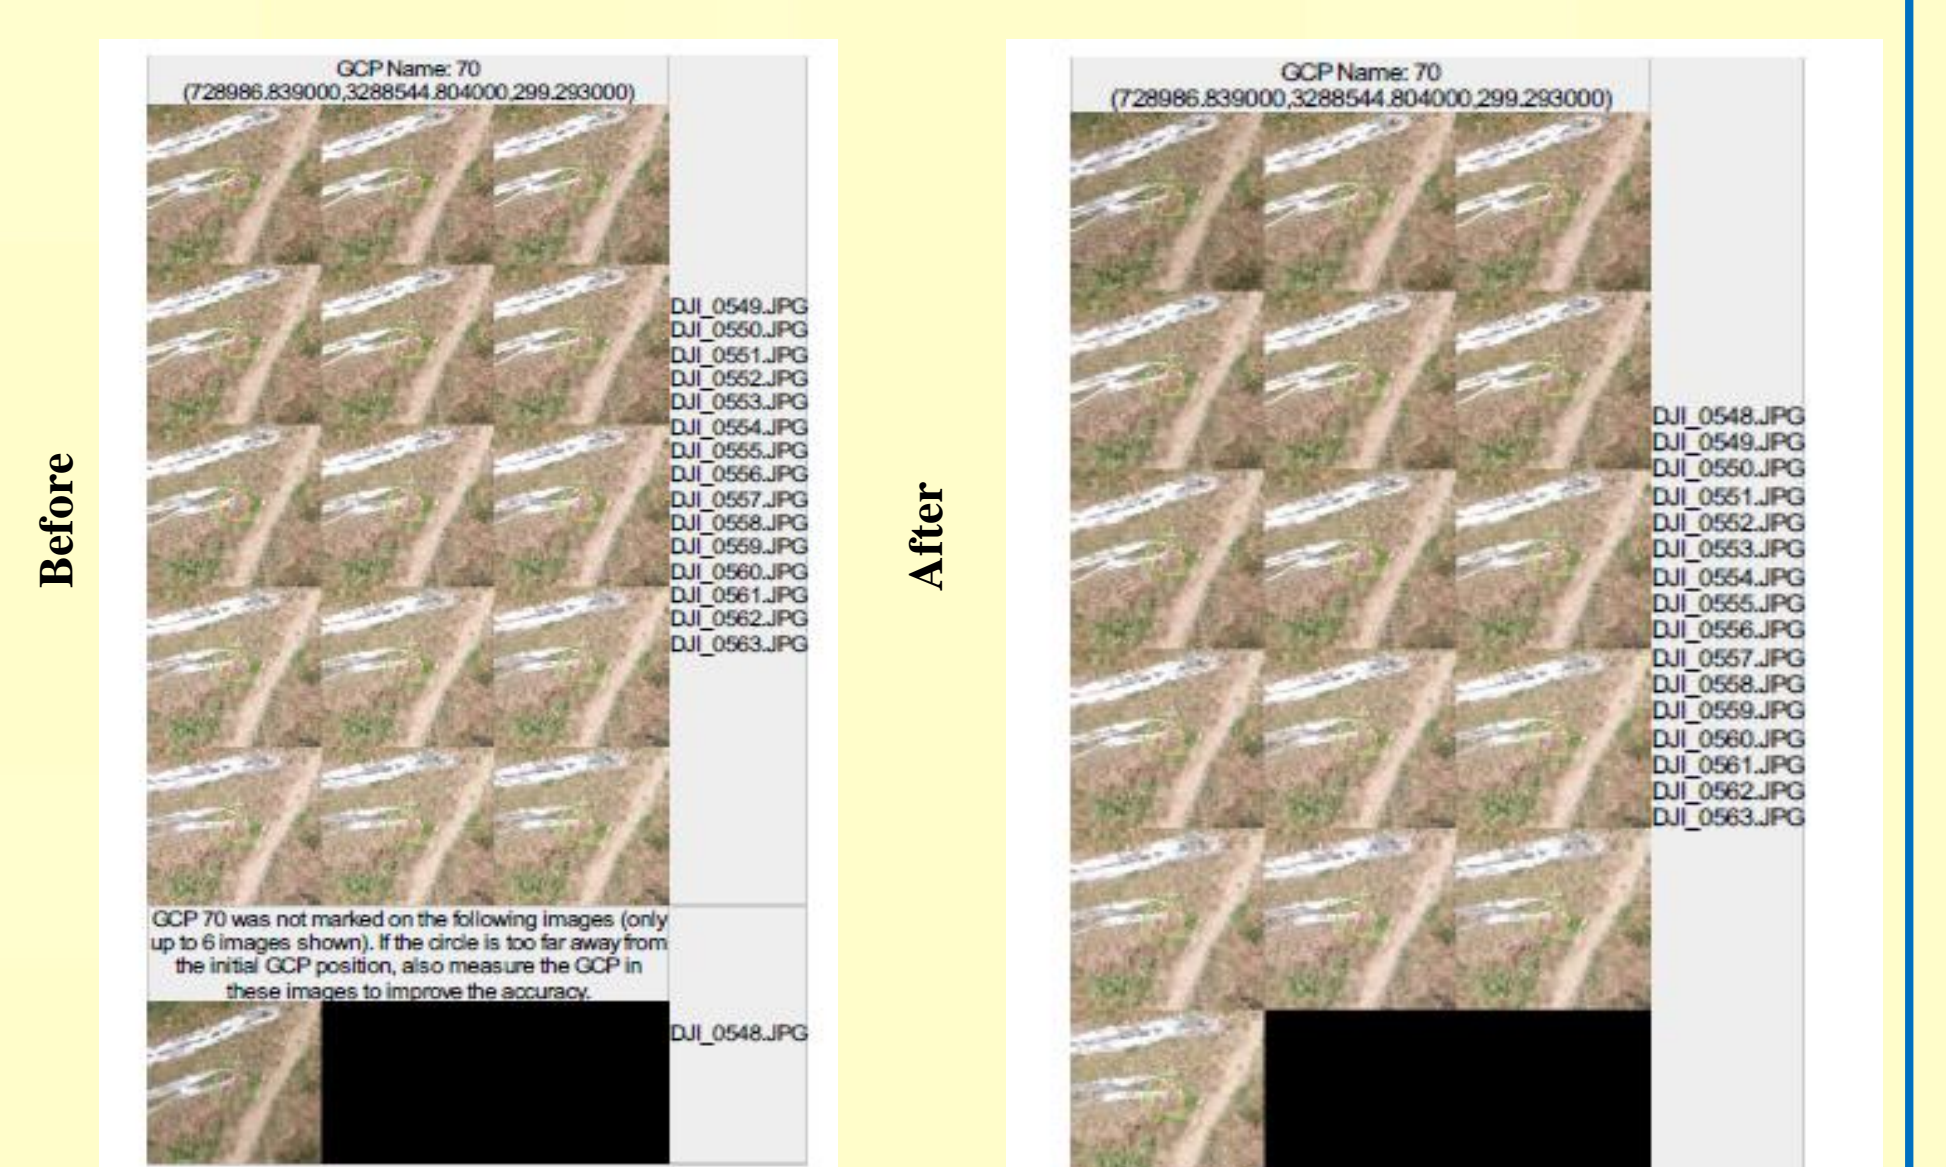 Before
GCP Name: 70
(728986.839000,3288544.804000,299.293000)
DJI_0549.JPG
DJI_0550.JPG
DJI_0551.JPG
DJI_0552.JPG
DJI_0553.JPG
DJI_0554.JPG
DJI_0555.JPG
DJI_0556.JPG
DJI_0557.JPG
DJI_0558.JPG
DJI_0559.JPG
DJI_0560.JPG
DJI_0561.JPG
DJI_0562.JPG
DJI_0563.JPG
GCP 70 was not marked on the following images (only
up to 6 images shown). If the circle is too far away from
the initial GCP position, also measure the GCP in
these images to improve the accuracy.
DJI_0548.JPG
After
GCP Name: 70
(728986.839000,3288544.804000,299.293000)
DJI_0548.JPG
DJI_0549.JPG
DJI_0550.JPG
DJI_0551.JPG
DJI_0552.JPG
DJI_0553.JPG
DJI_0554.JPG
DJI_0555.JPG
DJI_0556.JPG
DJI_0557.JPG
DJI_0558.JPG
DJI_0559.JPG
DJI_0560.JPG
DJI_0561.JPG
DJI_0562.JPG
DJI_0563.JPG